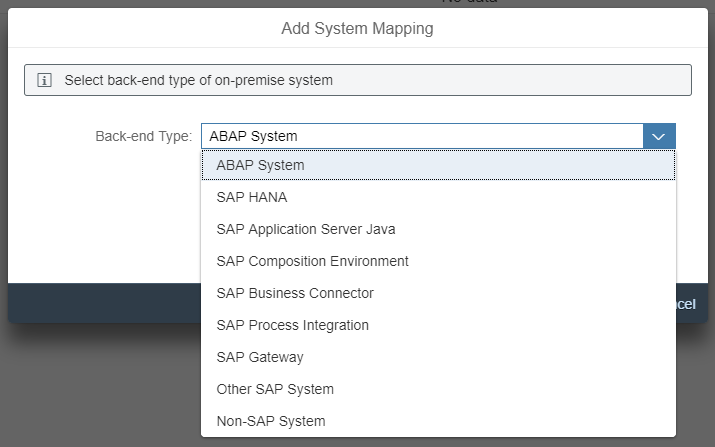 No data
Add System Mapping
Select back-end type of on-premise system
Back-end Type: ABAP System
ABAP System
SAP HANA
SAP Application Server Java
SAP Composition Environment
SAP Business Connector
SAP Process Integration
SAP Gateway
Other SAP System
Non-SAP System